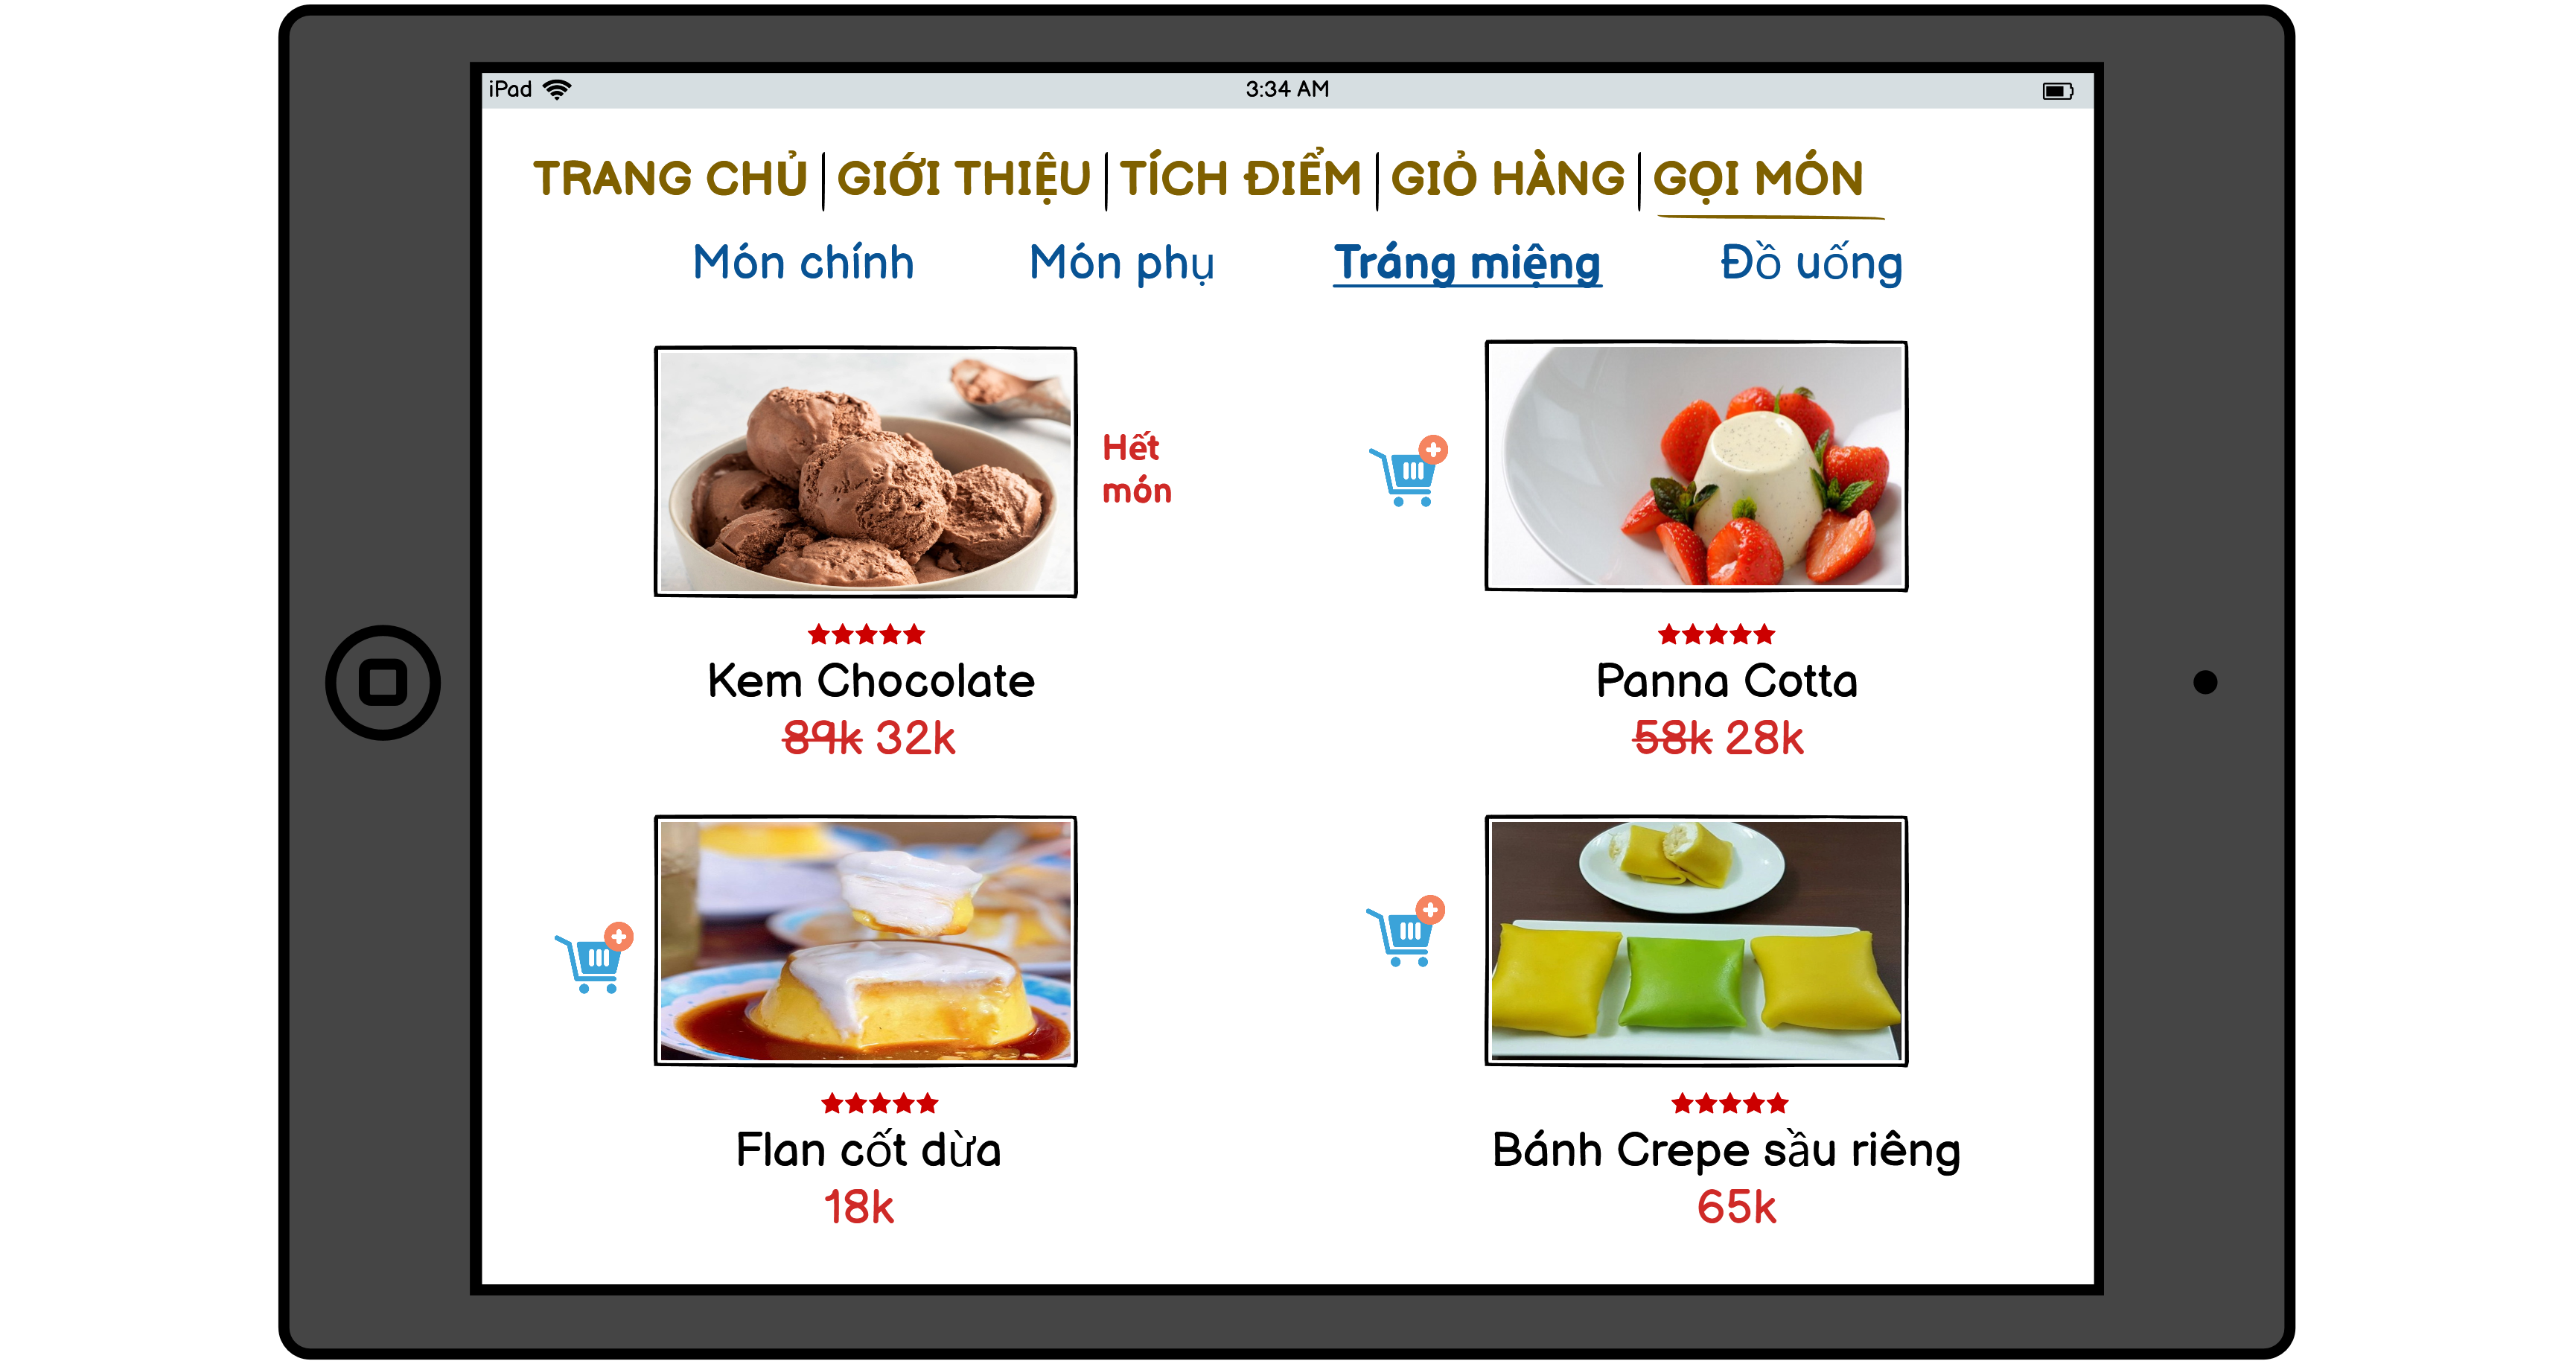 iPad 3:34 AM
TRANG CHỦ GIỚI THIỆU TÍCH ĐIỂM GIỎ HÀNG GỌI MÓN
Món chính Món phụ Tráng miệng Đồ uống
Hết
món
Kem Chocolate
89k 32k
Panna Cotta
58k 28k
Flan cốt dừa
18k
Bánh Crepe sầu riêng
65k